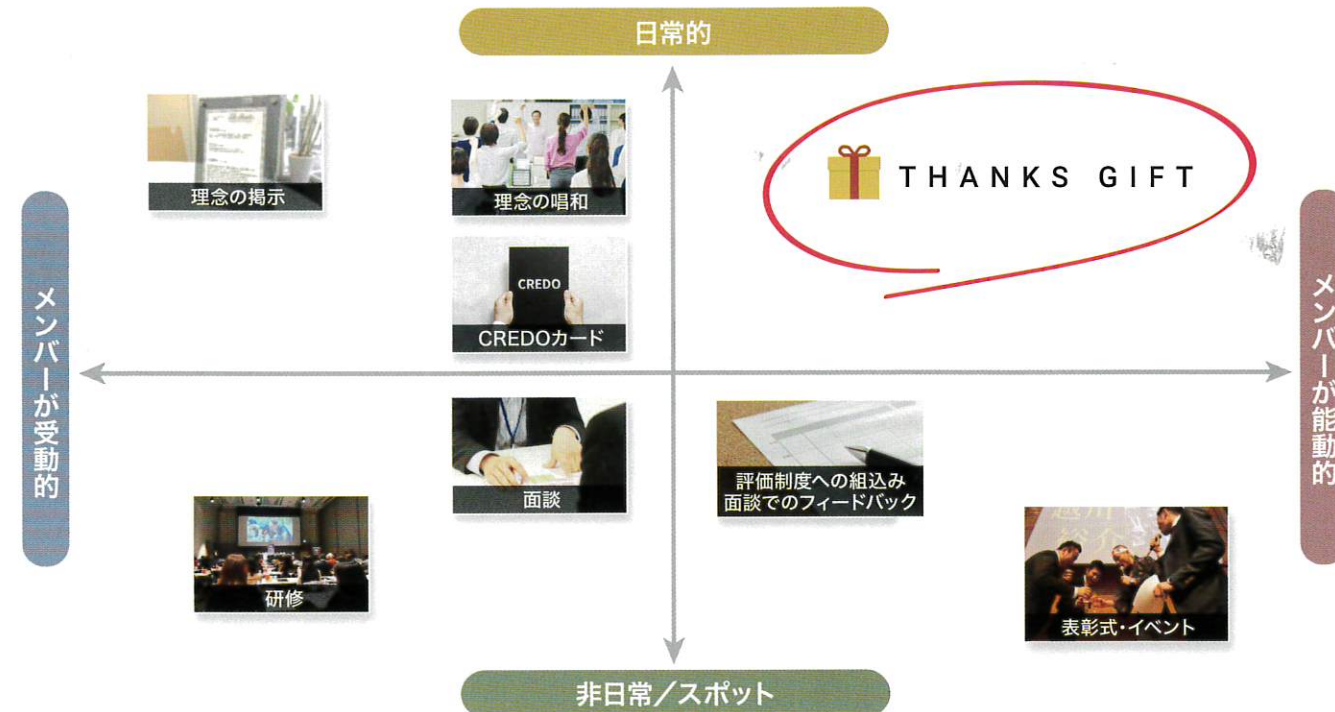 日常的
理念の掲示
理念の唱和
THANKS GIFT
CREDO
CREDOカード
メンバーが受動的
メンバーが能動的
面談
評価制度への組込み
面談でのフィードバック
研修
表彰式・イベント
非日常／スポット